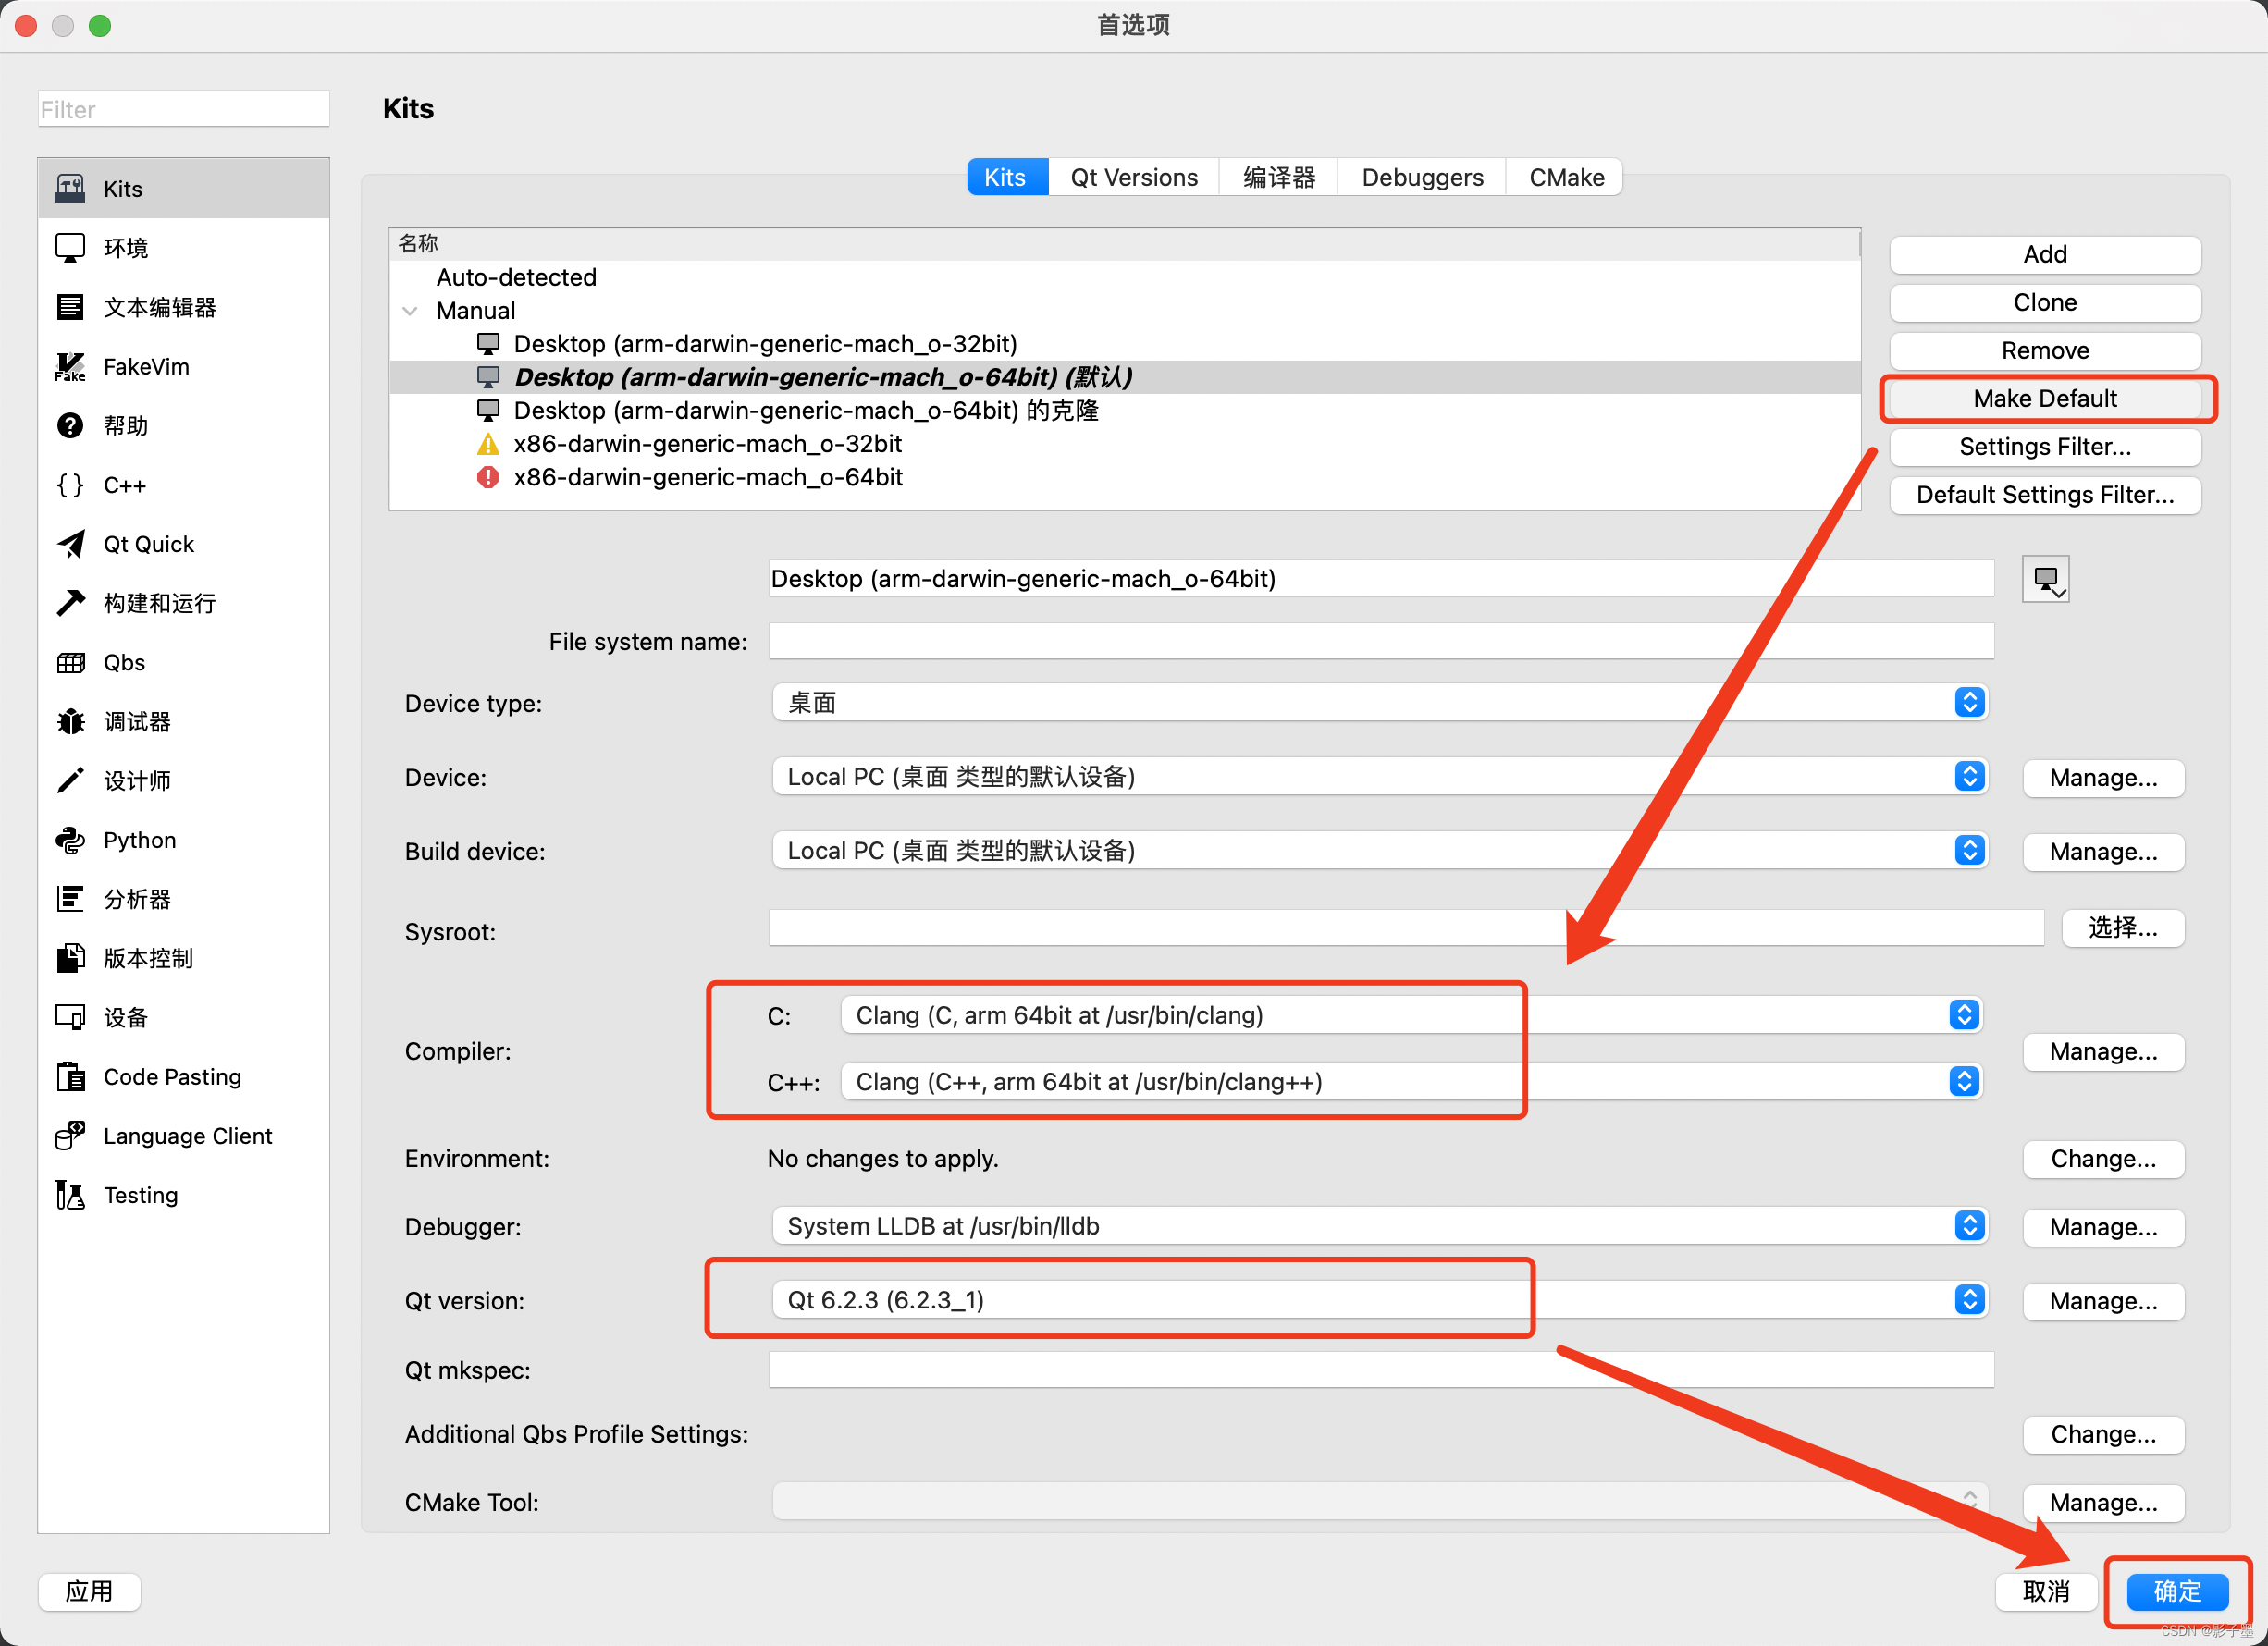 首选项
Filter
Kits
环境
文本编辑器
FakeVim
帮助
C++
Qt Quick
构建和运行
Qbs
调试器
设计师
Python
分析器
版本控制
设备
Code Pasting
Language Client
Testing
Kits
Kits Qt Versions 编译器 Debuggers CMake
名称
Auto-detected
Manual
Desktop (arm-darwin-generic-mach_o-32bit)
Desktop (arm-darwin-generic-mach_o-64bit) (默认)
Desktop (arm-darwin-generic-mach_o-64bit) 的克隆
x86-darwin-generic-mach_o-32bit
x86-darwin-generic-mach_o-64bit
Add
Clone
Remove
Make Default
Settings Filter...
Default Settings Filter...
Desktop (arm-darwin-generic-mach_o-64bit)
File system name:
Device type: 桌面
Device: Local PC (桌面 类型的默认设备) Manage...
Build device: Local PC (桌面 类型的默认设备) Manage...
Sysroot: 选择...
Compiler: C: Clang (C, arm 64bit at /usr/bin/clang) Manage...
C++: Clang (C++, arm 64bit at /usr/bin/clang++)
Environment: No changes to apply. Change...
Debugger: System LLDB at /usr/bin/lldb Manage...
Qt version: Qt 6.2.3 (6.2.3_1) Manage...
Qt mkspec:
Additional Qbs Profile Settings: Change...
CMake Tool: Manage...
应用 取消 确定
CSDN @影子墨